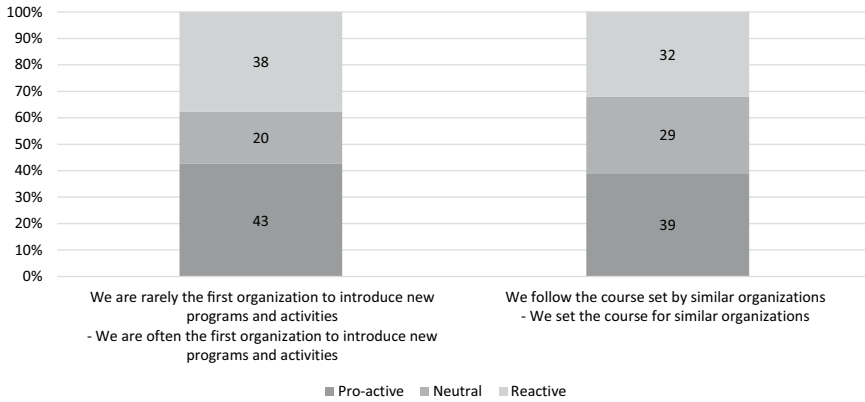 100%
90%
80%
70%
60%
50%
40%
30%
20%
10%
0%
38
20
43
32
29
39
We are rarely the first organization to introduce new
programs and activities
- We are often the first organization to introduce new
programs and activities
We follow the course set by similar organizations
- We set the course for similar organizations
Pro-active Neutral Reactive